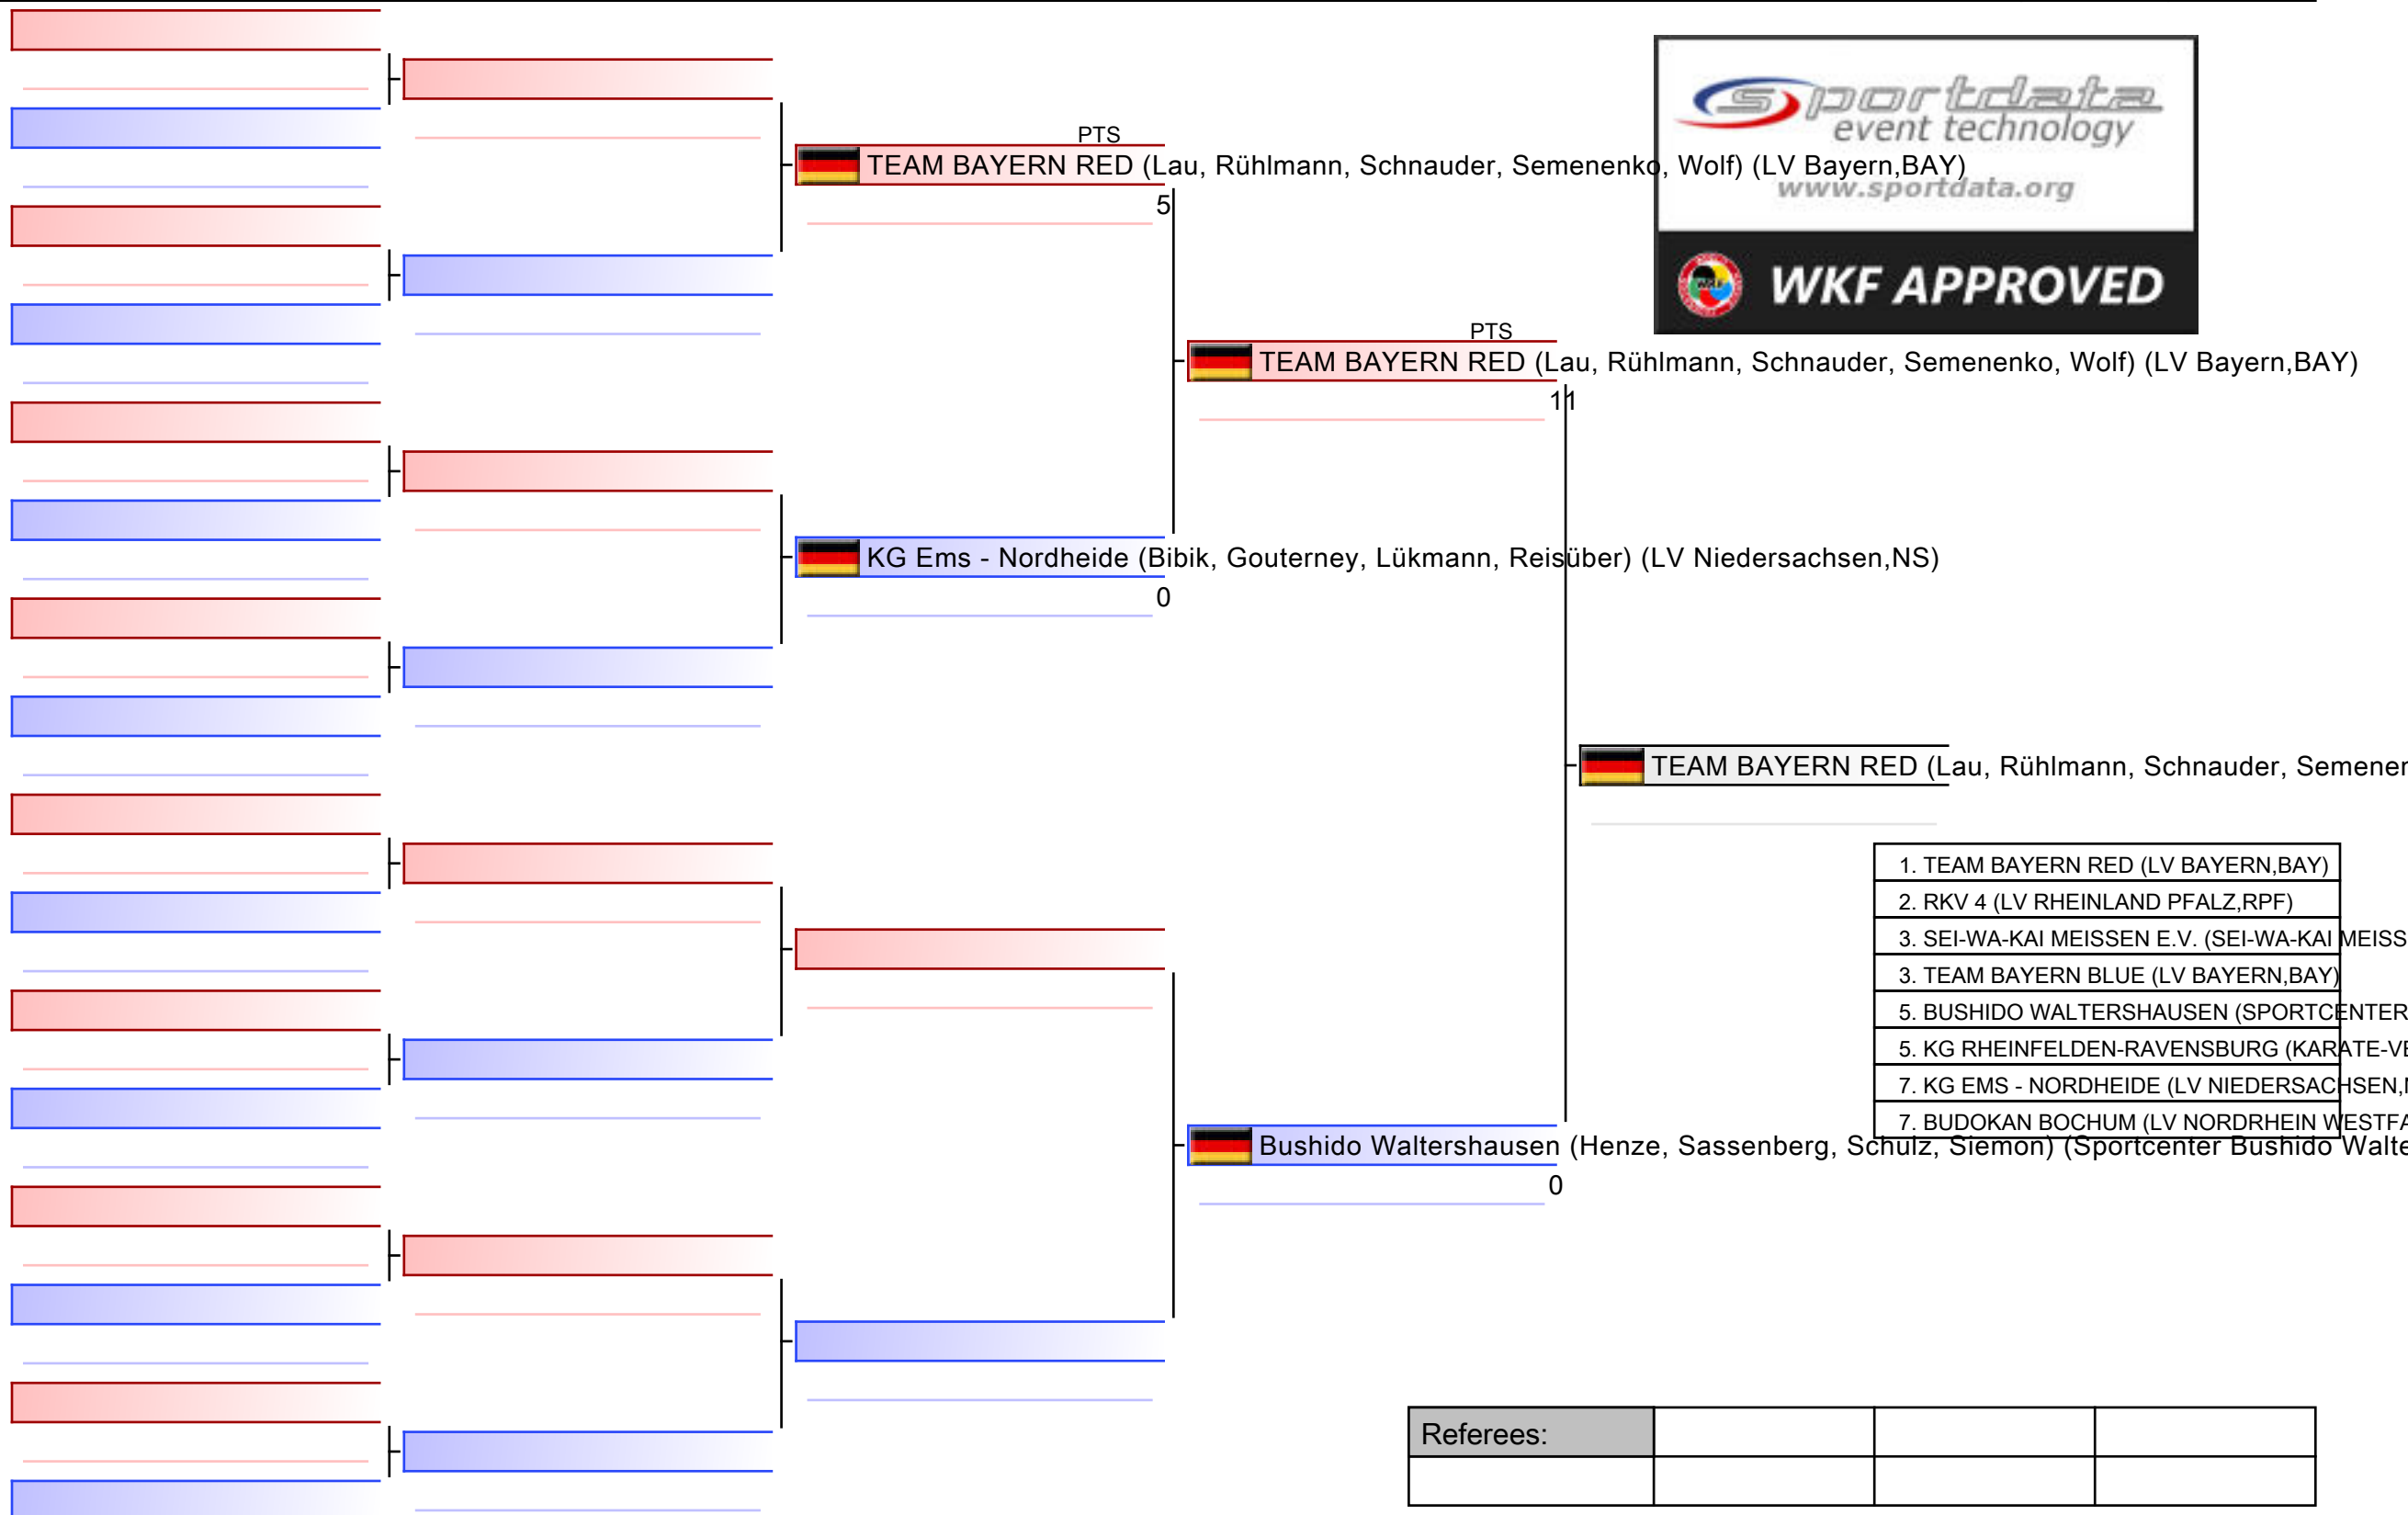 sportdata
event technology
www.sportdata.org
WKF APPROVED
PTS
TEAM BAYERN RED (Lau, Rühlmann, Schnauder, Semenenko, Wolf) (LV Bayern,BAY)
5
PTS
TEAM BAYERN RED (Lau, Rühlmann, Schnauder, Semenenko, Wolf) (LV Bayern,BAY)
11
KG Ems - Nordheide (Bibik, Gouterney, Lükmann, Reisüber) (LV Niedersachsen,NS)
0
TEAM BAYERN RED (Lau, Rühlmann, Schnauder, Semener
1. TEAM BAYERN RED (LV BAYERN,BAY)
2. RKV 4 (LV RHEINLAND PFALZ,RPF)
3. SEI-WA-KAI MEISSEN E.V. (SEI-WA-KAI MEISS
3. TEAM BAYERN BLUE (LV BAYERN,BAY)
5. BUSHIDO WALTERSHAUSEN (SPORTCENTER
5. KG RHEINFELDEN-RAVENSBURG (KARATE-VE
7. KG EMS - NORDHEIDE (LV NIEDERSACHSEN,N
7. BUDOKAN BOCHUM (LV NORDRHEIN WESTFA
Bushido Waltershausen (Henze, Sassenberg, Schulz, Siemon) (Sportcenter Bushido Walte
0
Referees: